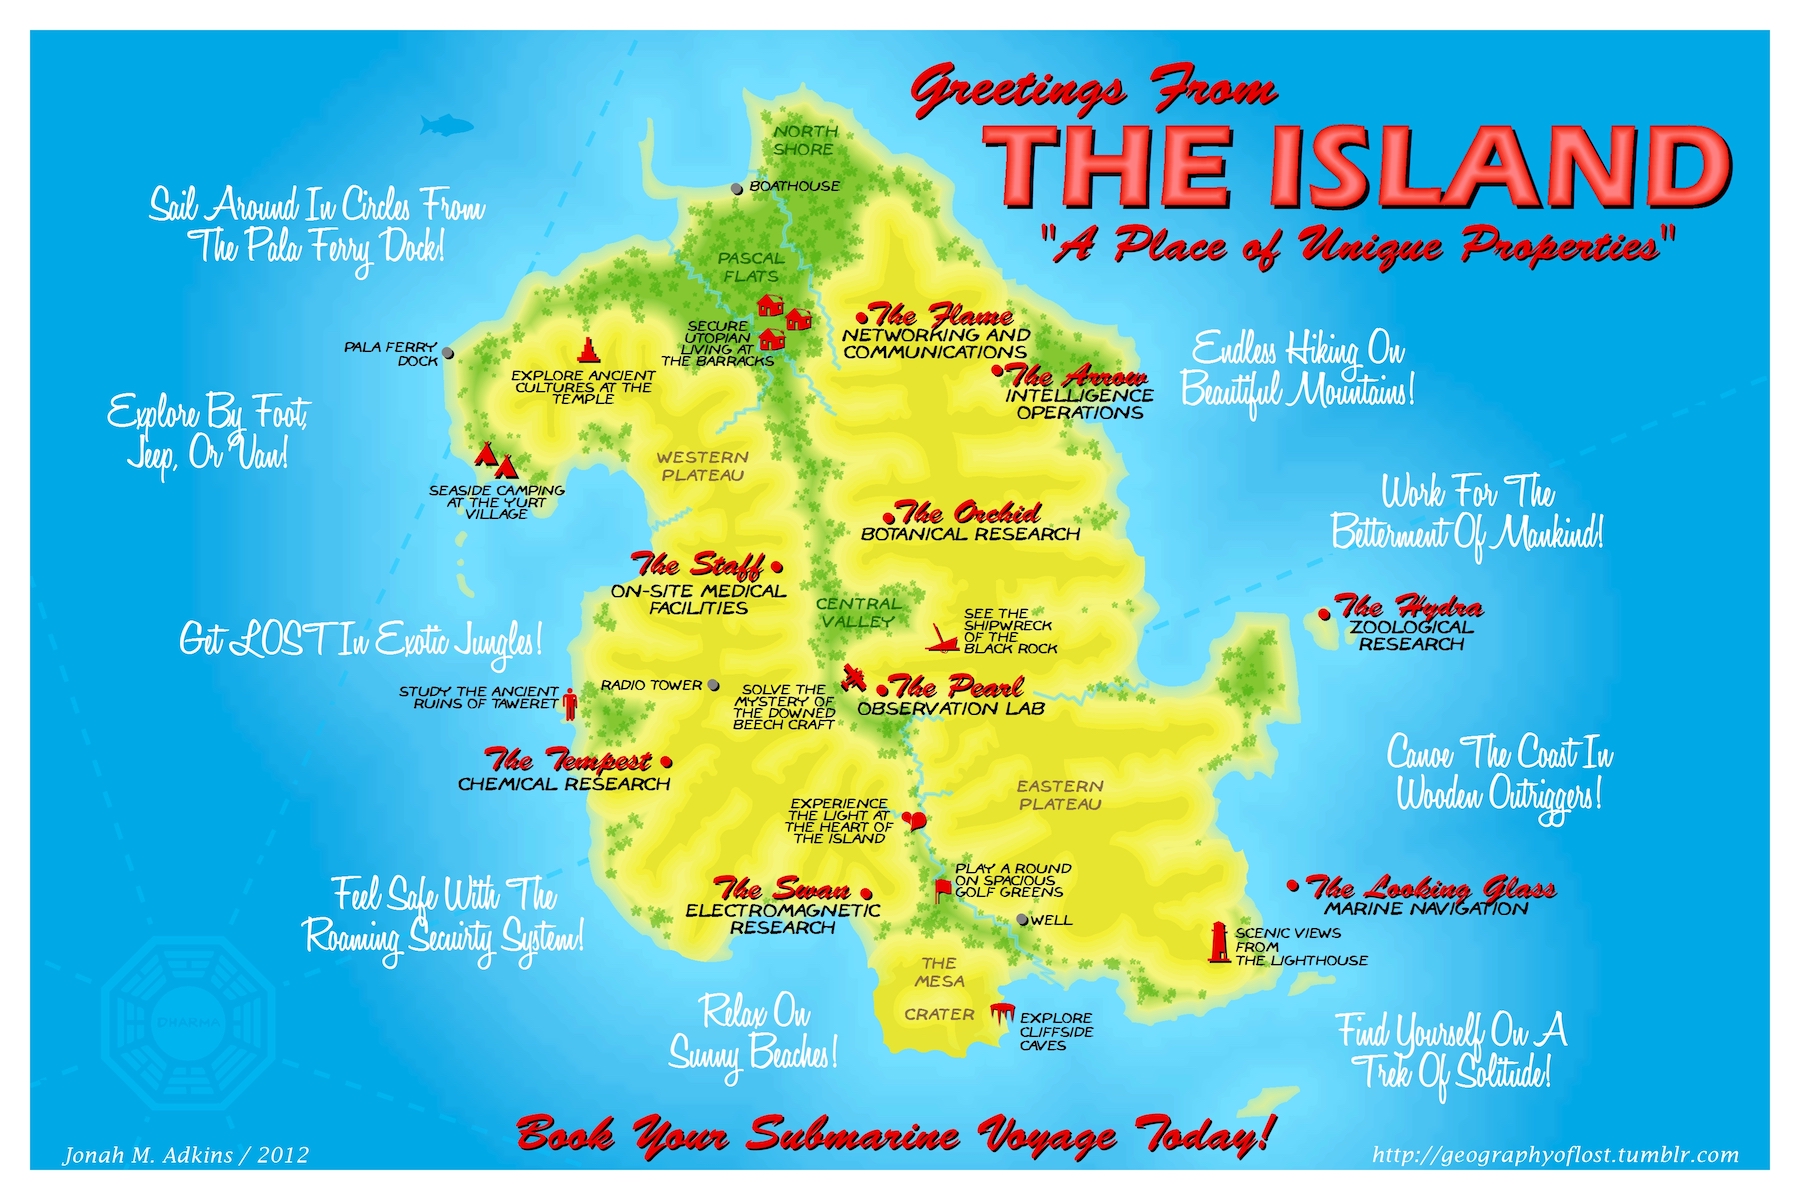 Greetings From
THE ISLAND
"A Place of Unique Properties"
NORTH
SHORE
BOATHOUSE
Sail Around In Circles From
The Pala Ferry Dock!
PASCAL
FLATS
SECURE
UTOPIAN
LIVING AT
THE BARRACKS
The Flame
NETWORKING AND
COMMUNICATIONS
PALA FERRY
DOCK
EXPLORE ANCIENT
CULTURES AT THE
TEMPLE
The Arrow
INTELLIGENCE
OPERATIONS
Endless Hiking On
Beautiful Mountains!
Explore By Foot,
Jeep, Or Van!
WESTERN
PLATEAU
SEASIDE CAMPING
AT THE YURT
VILLAGE
The Orchid
BOTANICAL RESEARCH
Work For The
Betterment Of Mankind!
The Staff
ON-SITE MEDICAL
FACILITIES
CENTRAL
VALLEY
SEE THE
SHIPWRECK
OF THE
BLACK ROCK
The Hydra
ZOOLOGICAL
RESEARCH
Get LOST In Exotic Jungles!
STUDY THE ANCIENT
RUINS OF TAWERET
RADIO TOWER
SOLVE THE
MYSTERY OF
THE DOWNED
BEECH CRAFT
The Pearl
OBSERVATION LAB
The Tempest
CHEMICAL RESEARCH
Canoe The Coast In
Wooden Outriggers!
EASTERN
PLATEAU
EXPERIENCE
THE LIGHT AT
THE HEART OF
THE ISLAND
PLAY A ROUND
ON SPACIOUS
GOLF GREENS
Feel Safe With The
Roaming Secuirty System!
The Swan
ELECTROMAGNETIC
RESEARCH
WELL
The Looking Glass
MARINE NAVIGATION
SCENIC VIEWS
FROM
THE LIGHTHOUSE
THE
MESA
CRATER
EXPLORE
CLIFFSIDE
CAVES
Relax On
Sunny Beaches!
DHARMA
Find Yourself On A
Trek Of Solitude!
Book Your Submarine Voyage Today!
Jonah M. Adkins / 2012
http://geographyoflost.tumblr.com